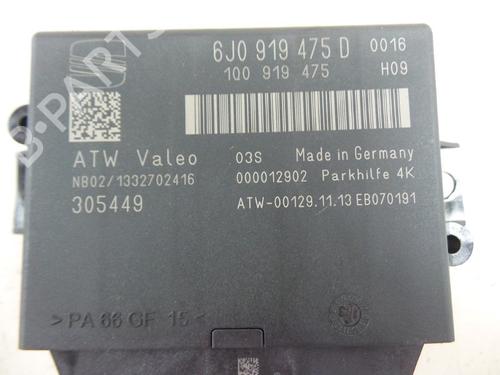 6J0 919 475 D 0016
1Q0 919 475 H09
ATW Valeo 03S Made in Germany
NB02/1332702416 000012902 Parkhilfe 4K
305449 ATW-00129.11.13 EB070191
>PA 66 GF 15<